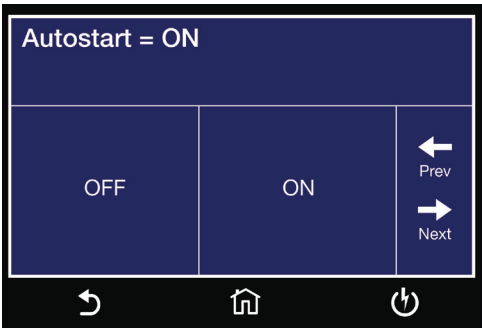 Autostart = ON
OFF
ON
Prev
Next